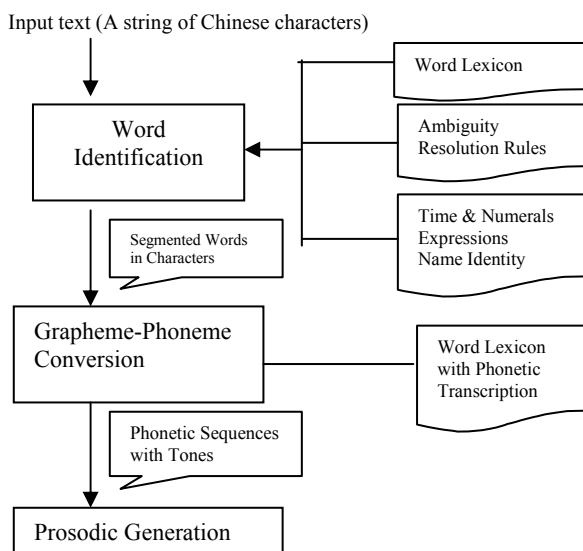 Input text (A string of Chinese characters)
Word Lexicon
Word
Identification
Ambiguity
Resolution Rules
Time & Numerals
Expressions
Name Identity
Segmented Words
in Characters
Grapheme-Phoneme
Conversion
Word Lexicon
with Phonetic
Transcription
Phonetic Sequences
with Tones
Prosodic Generation